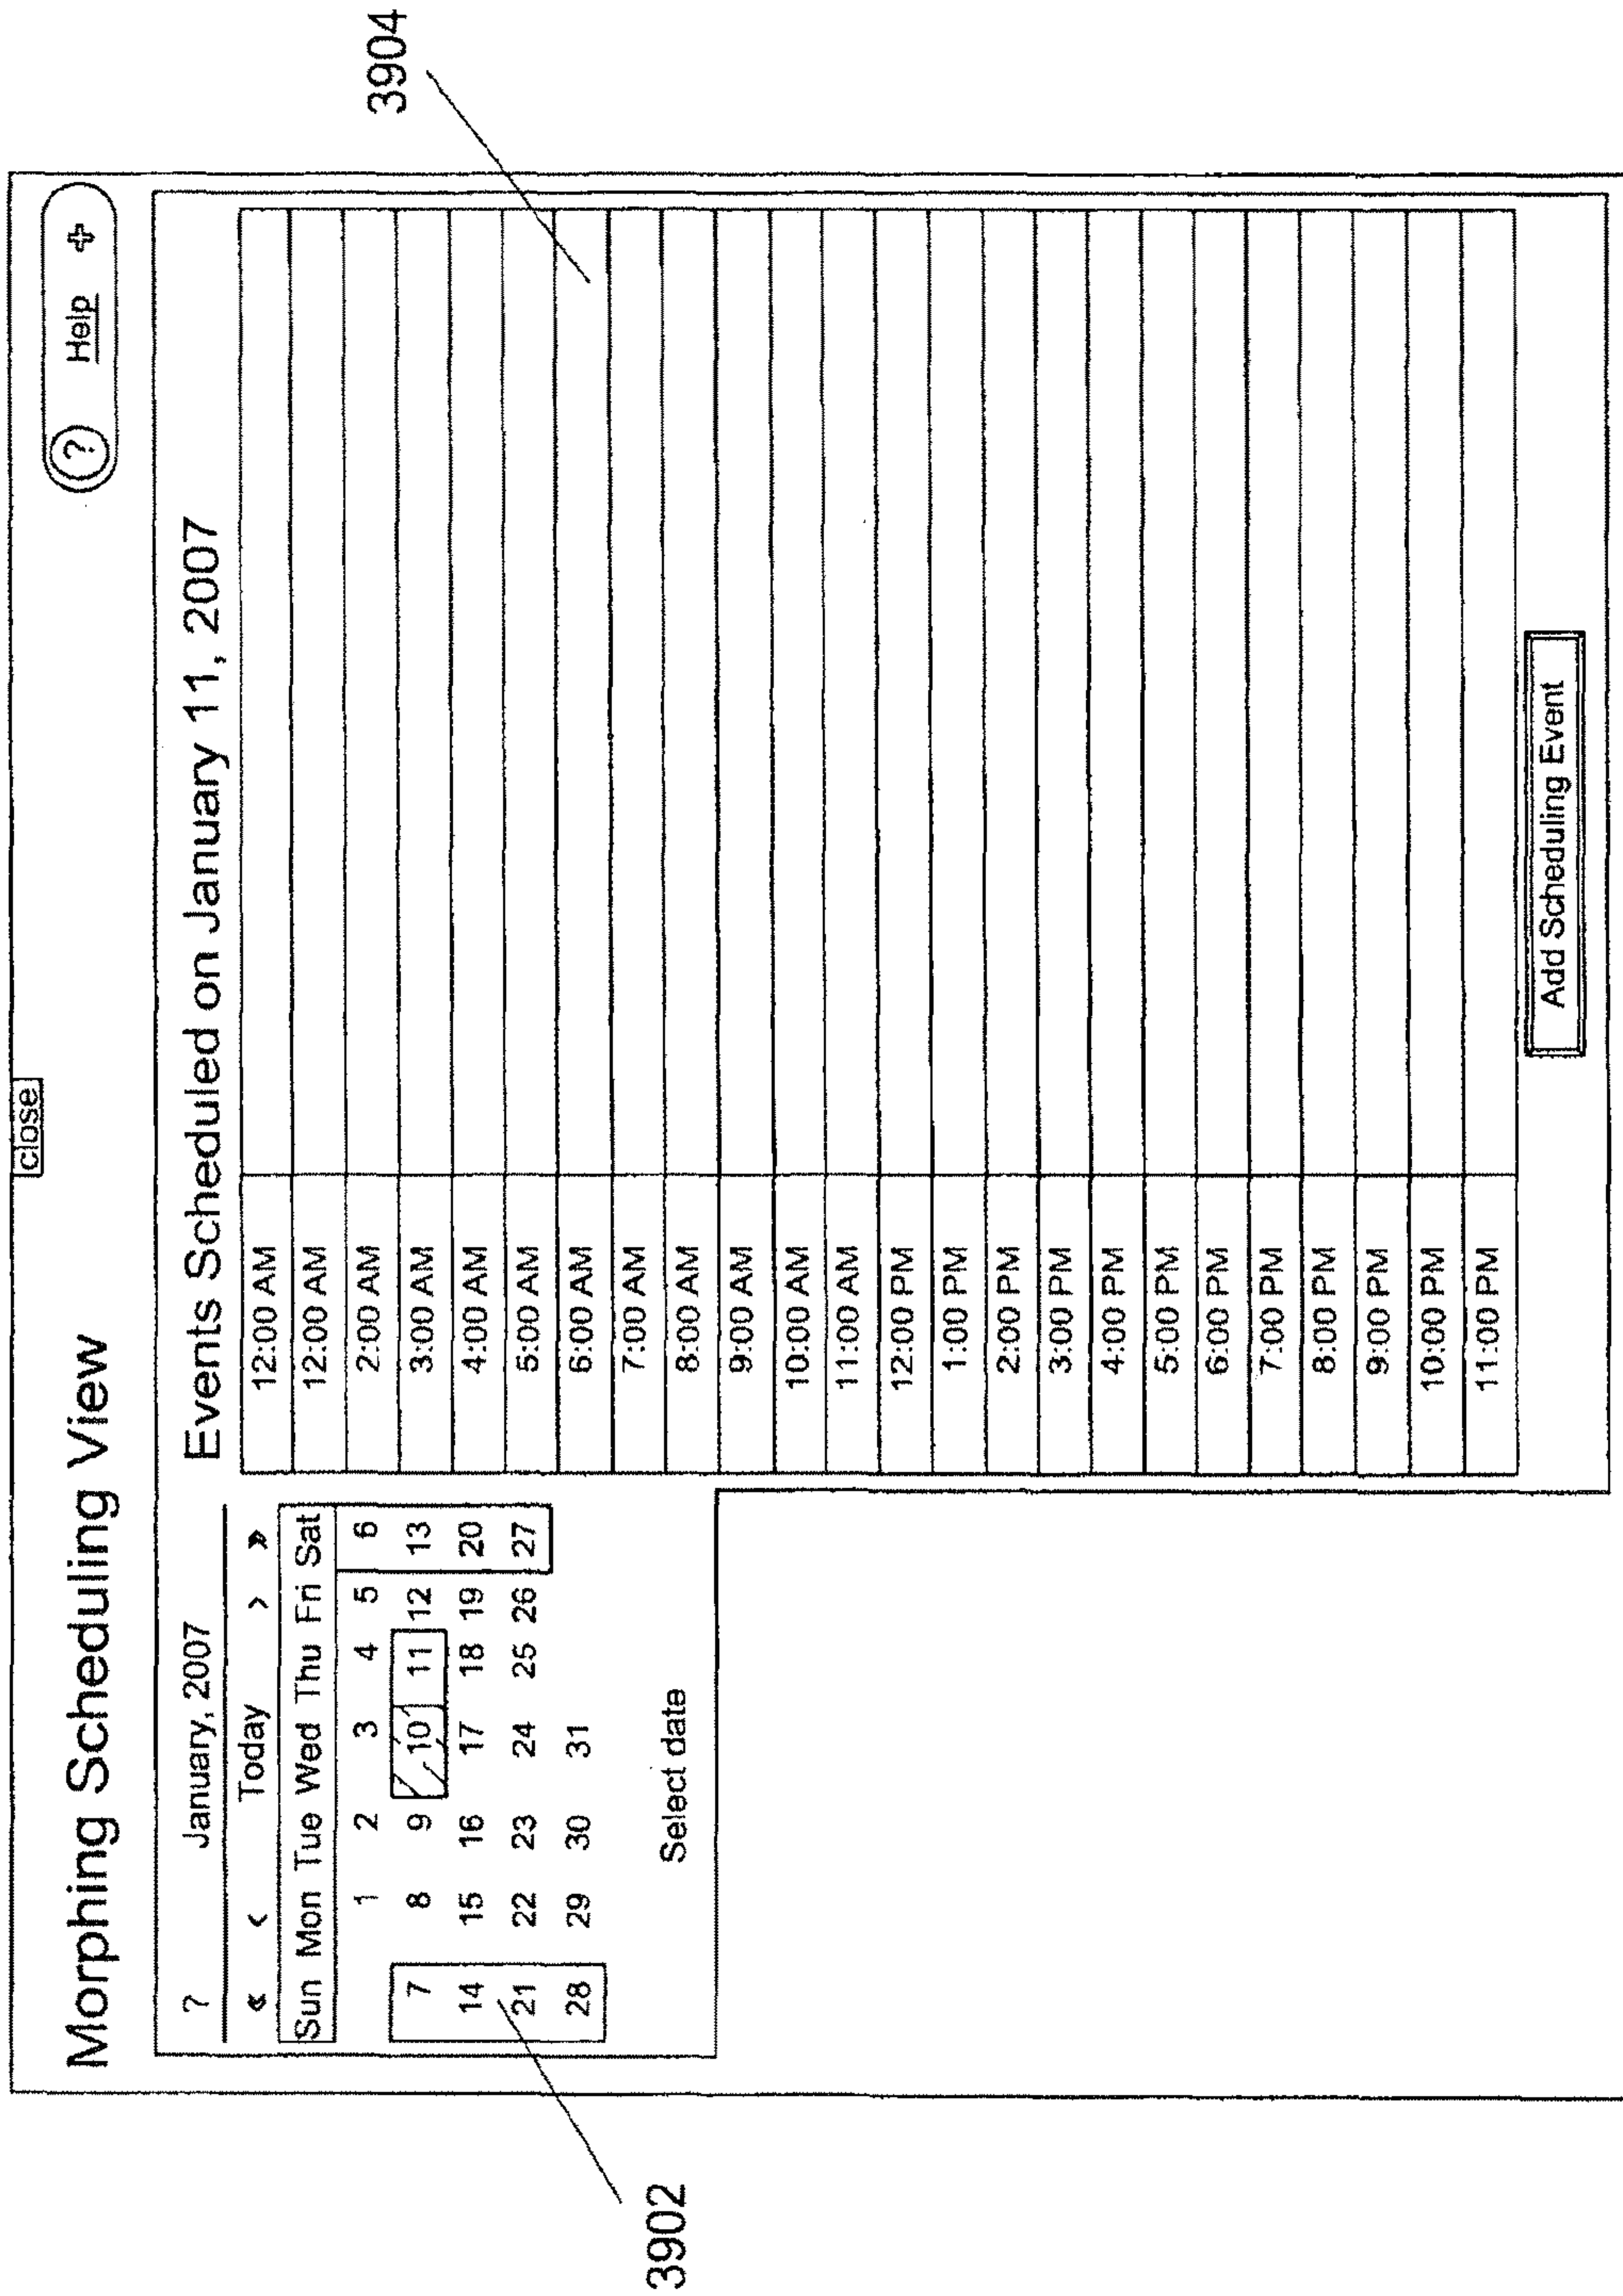 close
Morphing Scheduling View
? Help
? January, 2007
« < Today > »
Sun Mon Tue Wed Thu Fri Sat
1 2 3 4 5 6
7 8 9 10 11 12 13
14 15 16 17 18 19 20
21 22 23 24 25 26 27
28 29 30 31
Select date
3902
Events Scheduled on January 11, 2007
12:00 AM
12:00 AM
2:00 AM
3:00 AM
4:00 AM
5:00 AM
6:00 AM
7:00 AM
8:00 AM
9:00 AM
10:00 AM
11:00 AM
12:00 PM
1:00 PM
2:00 PM
3:00 PM
4:00 PM
5:00 PM
6:00 PM
7:00 PM
8:00 PM
9:00 PM
10:00 PM
11:00 PM
Add Scheduling Event
3904